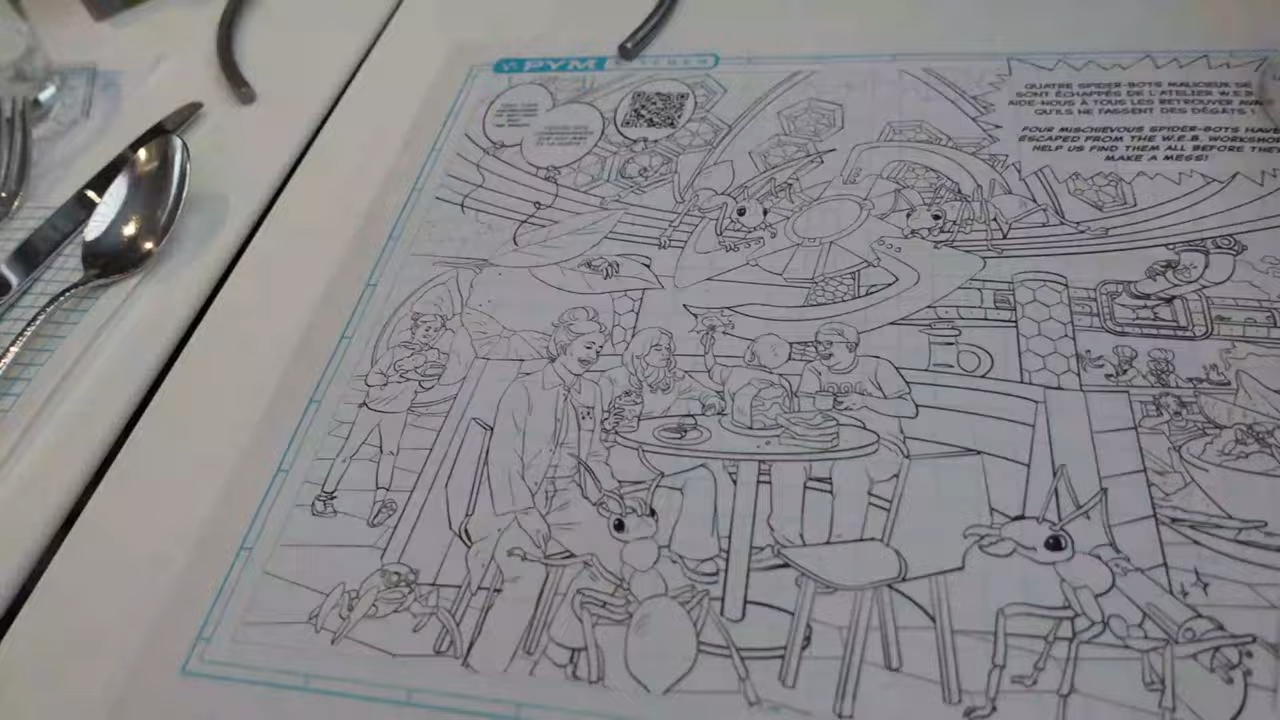 PYM KITCHEN
QUATRE SPIDER-BOTS MALICIEUX SE
SONT ÉCHAPPÉS DE L'ATELIER W.E.B.
AIDE-NOUS À TOUS LES RETROUVER
QU'ILS NE FASSENT DES DÉGÂTS !
FOUR MISCHIEVOUS SPIDER-BOTS HAVE
ESCAPED FROM THE W.E.B. WORKSHOP
HELP US FIND THEM ALL BEFORE THEY
MAKE A MESS!